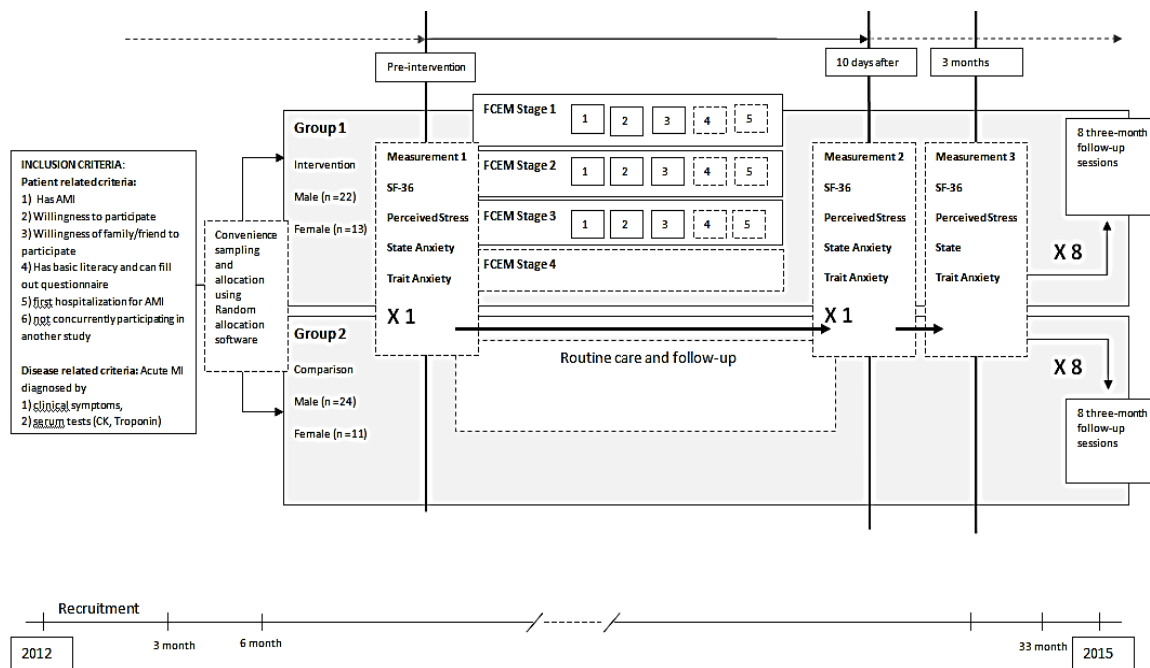 Pre-intervention
10 days after
3 months
INCLUSION CRITERIA:
Patient related criteria:
1) Has AMI
2) Willingness to participate
3) Willingness of family/friend to
participate
4) Has basic literacy and can fill
out questionnaire
5) first hospitalization for AMI
6) not concurrently participating in
another study
Disease related criteria: Acute MI
diagnosed by
1) clinical symptoms,
2) serum tests (CK, Troponin)
Convenience
sampling
and
allocation
using
Random
allocation
software
Group 1
Intervention
Male (n =22)
Female (n =13)
Measurement 1
SF-36
Perceived Stress
State Anxiety
Trait Anxiety
X 1
FCEM Stage 1
1 2 3 4 5
FCEM Stage 2
1 2 3 4 5
FCEM Stage 3
1 2 3 4 5
FCEM Stage 4
Measurement 2
SF-36
Perceived Stress
State Anxiety
Trait Anxiety
X 1
Measurement 3
SF-36
Perceived Stress
State
Trait Anxiety
X 8
8 three-month
follow-up
sessions
Group 2
Comparison
Male (n =24)
Female (n =11)
Routine care and follow-up
X 8
8 three-month
follow-up
sessions
Recruitment
2012
3 month
6 month
33 month
2015